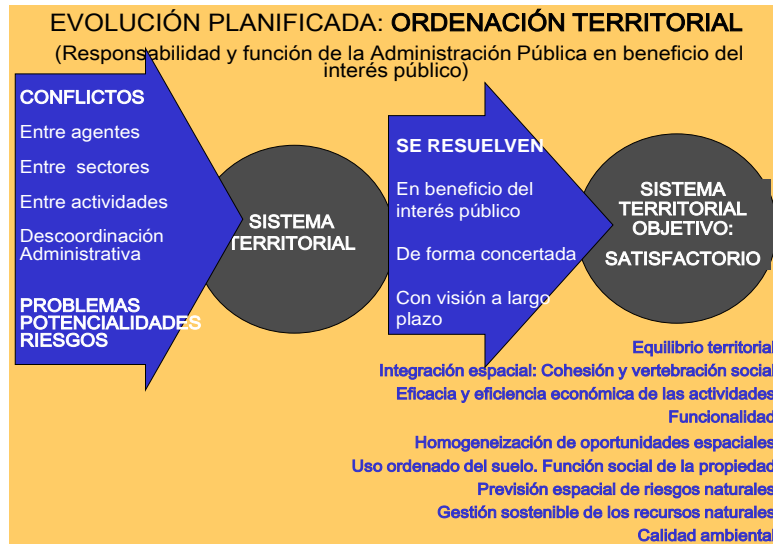 EVOLUCIÓN PLANIFICADA: ORDENACIÓN TERRITORIAL
(Responsabilidad y función de la Administración Pública en beneficio del
interés público)
CONFLICTOS
Entre agentes
Entre sectores
Entre actividades
Descoordinación
Administrativa
PROBLEMAS
POTENCIALIDADES
RIESGOS
SISTEMA
TERRITORIAL
SE RESUELVEN
En beneficio del
interés público
De forma concertada
Con visión a largo
plazo
SISTEMA
TERRITORIAL
OBJETIVO:
SATISFACTORIO
Equilibrio territorial
Integración espacial: Cohesión y vertebración social
Eficacia y eficiencia económica de las actividades
Funcionalidad
Homogeneización de oportunidades espaciales
Uso ordenado del suelo. Función social de la propiedad
Previsión espacial de riesgos naturales
Gestión sostenible de los recursos naturales
Calidad ambiental